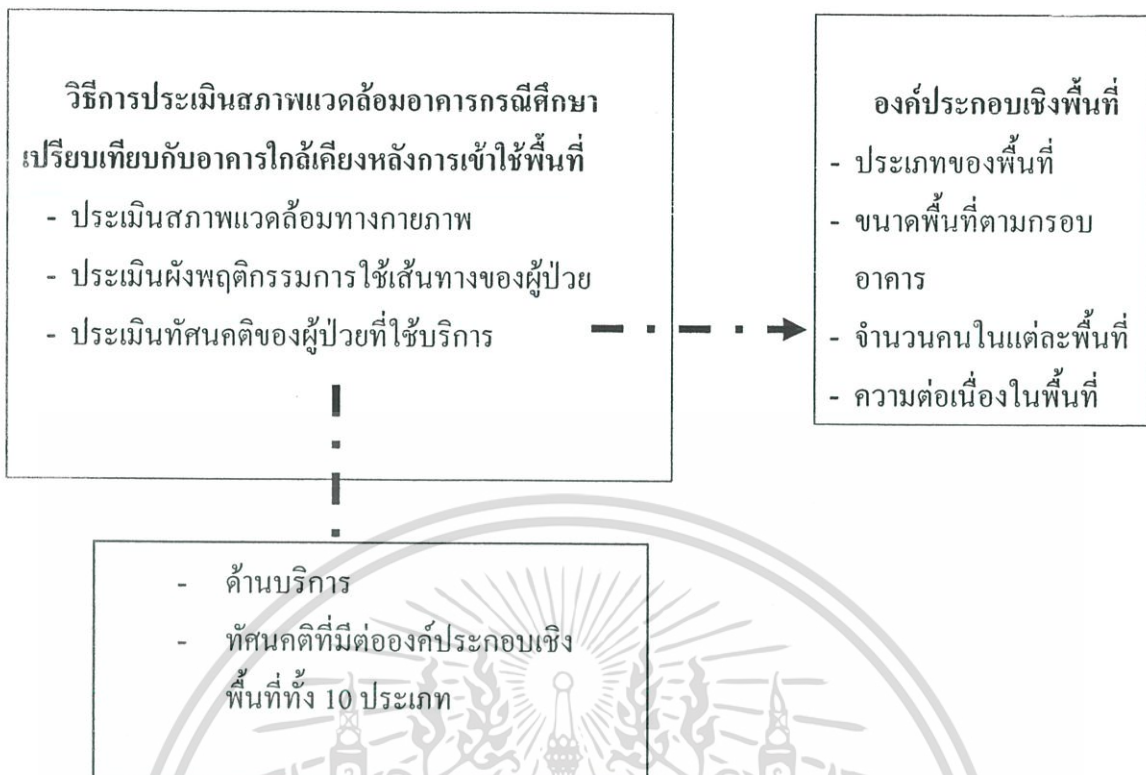 วิธีการประเมินสภาพแวดล้อมอาคารกรณีศึกษา
เปรียบเทียบกับอาคารใกล้เคียงหลังการเข้าใช้พื้นที่
- ประเมินสภาพแวดล้อมทางกายภาพ
- ประเมินผังพฤติกรรมการใช้เส้นทางของผู้ป่วย
- ประเมินทัศนคติของผู้ป่วยที่ใช้บริการ
องค์ประกอบเชิงพื้นที่
- ประเภทของพื้นที่
- ขนาดพื้นที่ตามกรอบ
อาคาร
- จำนวนคนในแต่ละพื้นที่
- ความต่อเนื่องในพื้นที่
- ด้านบริการ
- ทัศนคติที่มีต่อองค์ประกอบเชิง
พื้นที่ทั้ง 10 ประเภท